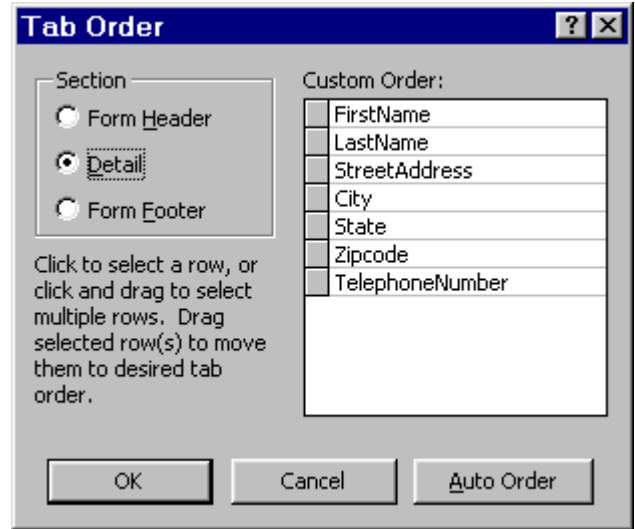 Tab Order
Section
Form Header
Detail
Form Footer
Click to select a row, or
click and drag to select
multiple rows. Drag
selected row(s) to move
them to desired tab
order.
Custom Order:
FirstName
LastName
StreetAddress
City
State
Zipcode
TelephoneNumber
OK
Cancel
Auto Order